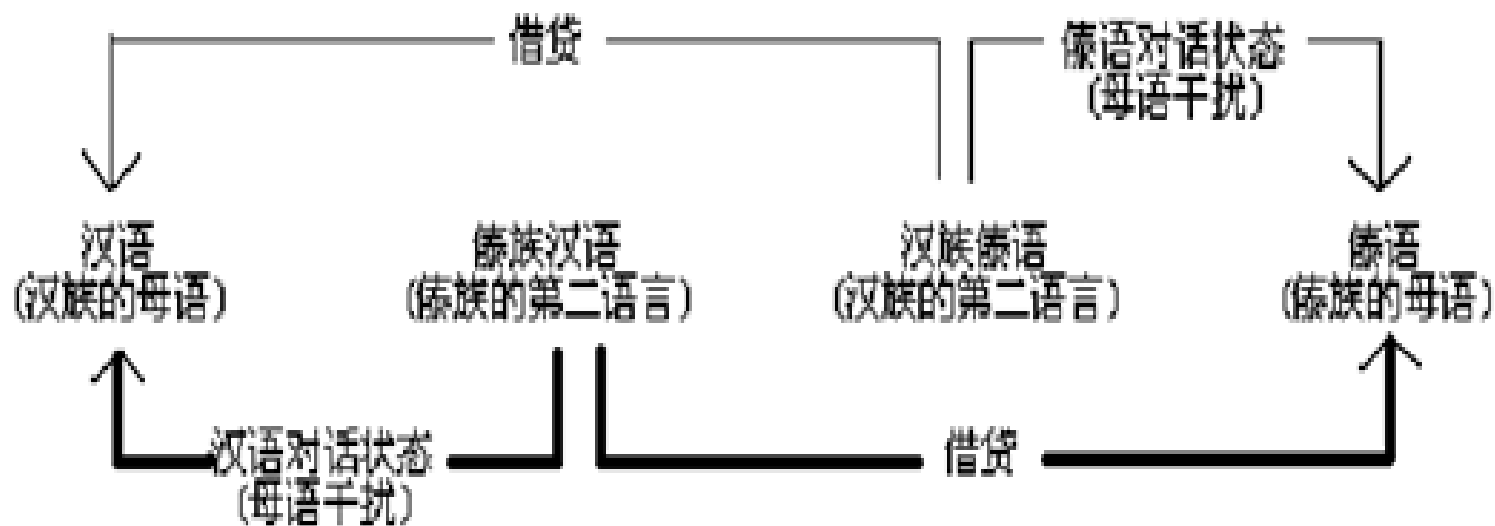 借贷
傣语对话状态
(母语干扰)
汉语
(汉族的母语)
傣族汉语
(傣族的第二语言)
汉族傣语
(汉族的第二语言)
傣语
(傣族的母语)
汉语对话状态
(母语干扰)
借贷